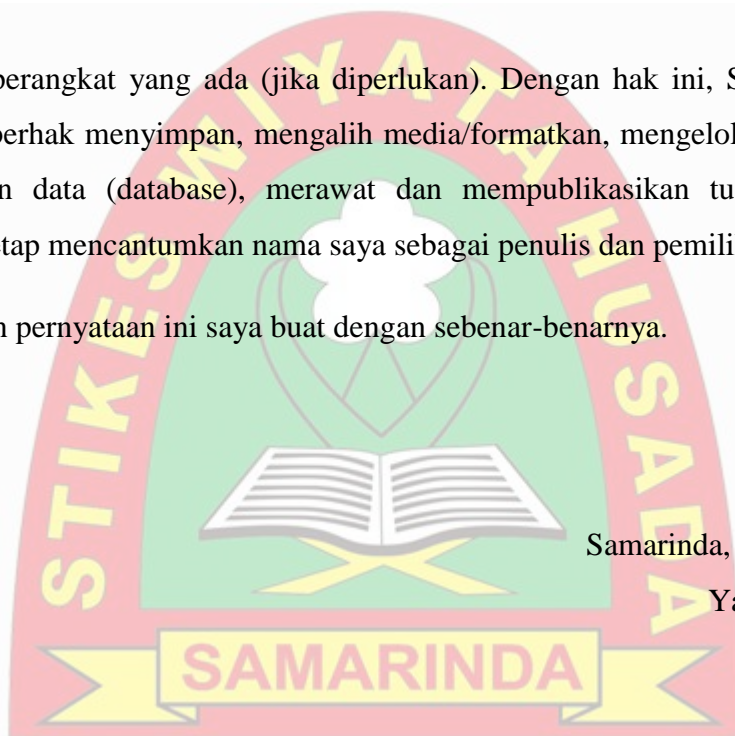 perangkat yang ada (jika diperlukan). Dengan hak ini, S
berhak menyimpan, mengalih media/formatkan, mengelol
n data (database), merawat dan mempublikasikan tu
etap mencantumkan nama saya sebagai penulis dan pemili
n pernyataan ini saya buat dengan sebenar-benarnya.
Samarinda,
Ya
STIKES WIYATA HUSADA
SAMARINDA